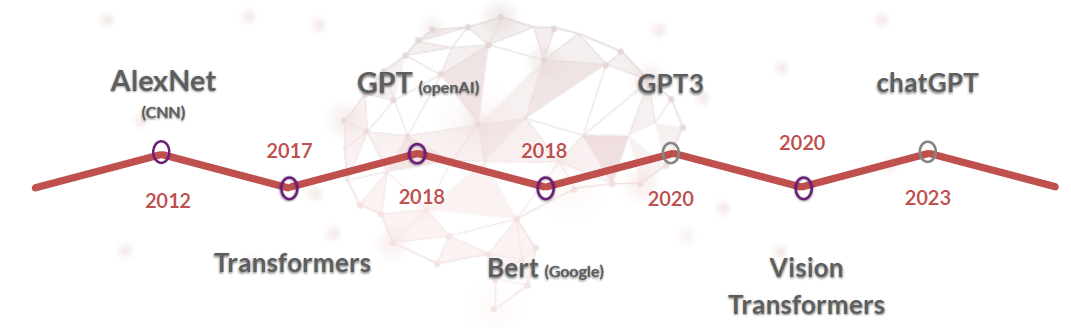 AlexNet
(CNN)
2012
2017
Transformers
GPT (openAI)
2018
2018
Bert (Google)
GPT3
2020
2020
Vision
Transformers
chatGPT
2023